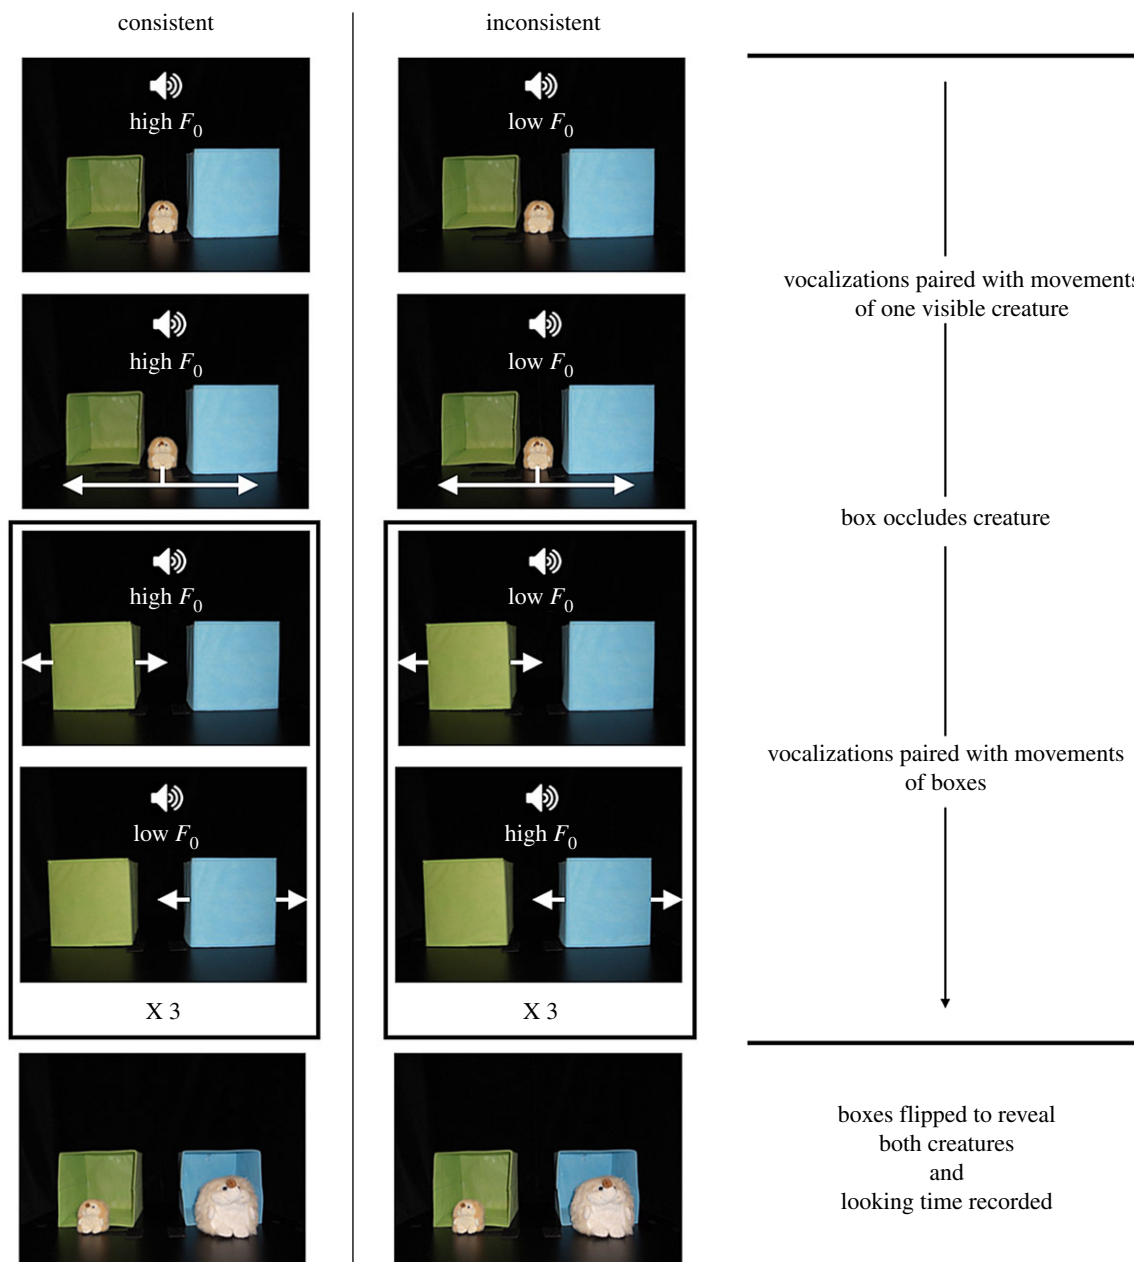 consistent
inconsistent
high F0
low F0
vocalizations paired with movements
of one visible creature
high F0
low F0
box occludes creature
high F0
low F0
vocalizations paired with movements
of boxes
low F0
high F0
X 3
X 3
boxes flipped to reveal
both creatures
and
looking time recorded